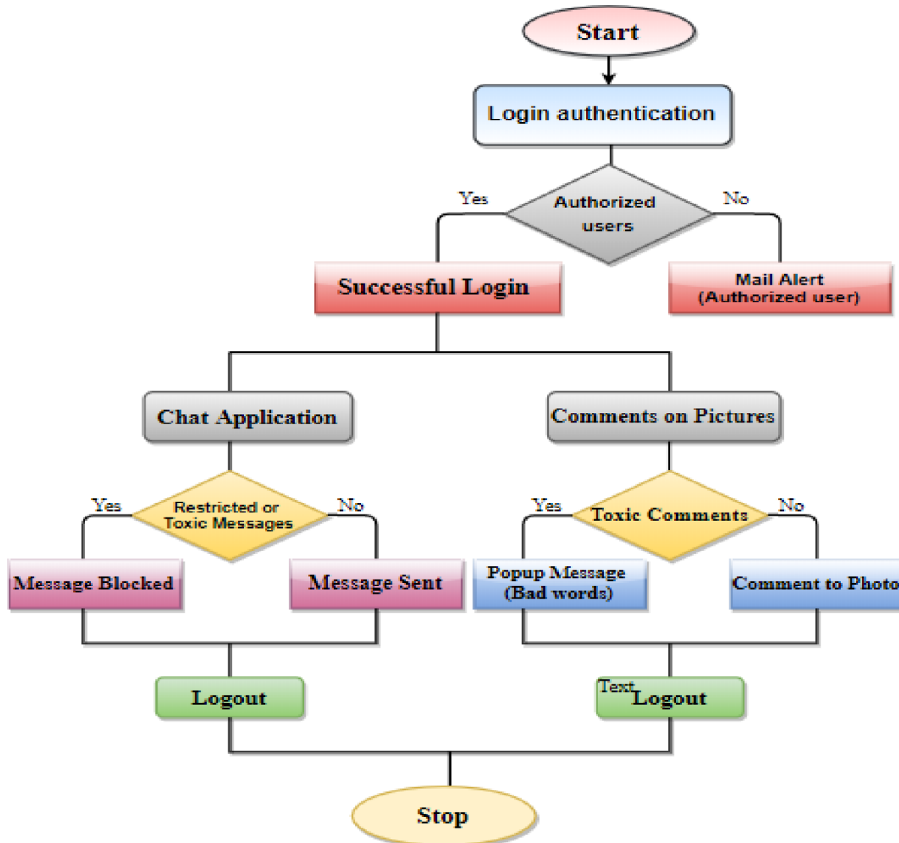 Start
Login authentication
Yes
Authorized
users
No
Successful Login
Mail Alert
(Authorized user)
Chat Application
Comments on Pictures
Yes
Restricted or
Toxic Messages
No
Yes
Toxic Comments
No
Message Blocked
Message Sent
Popup Message
(Bad words)
Comment to Photo
Logout
Text
Logout
Stop